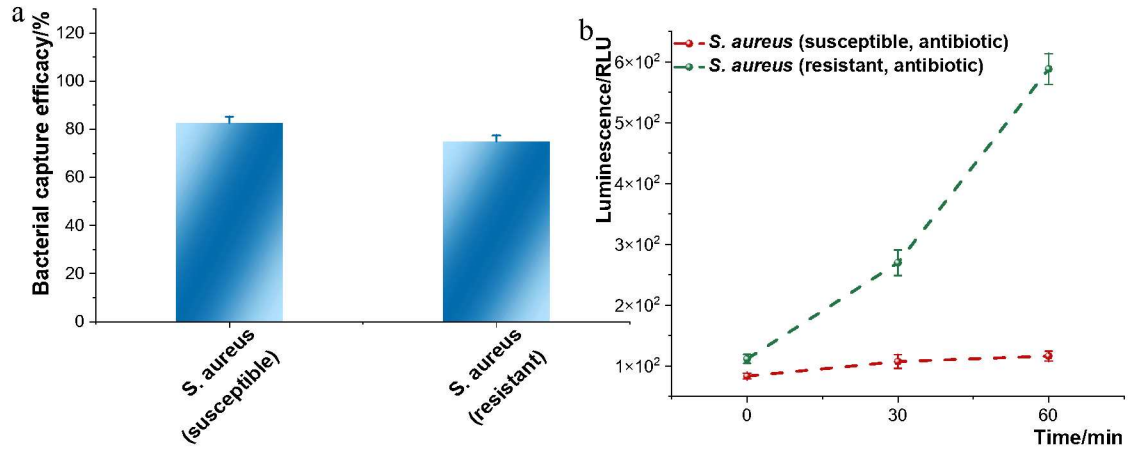 a
Bacterial capture efficacy/%
120
100
80
60
40
20
0
S. aureus
(susceptible)
S. aureus
(resistant)
b
S. aureus (susceptible, antibiotic)
S. aureus (resistant, antibiotic)
Luminescence/RLU
6×10²
5×10²
4×10²
3×10²
2×10²
1×10²
0
30
60
Time/min